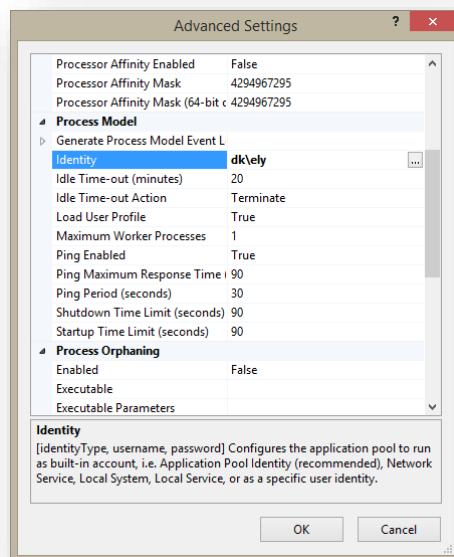 Advanced Settings
Processor Affinity Enabled False
Processor Affinity Mask 4294967295
Processor Affinity Mask (64-bit c 4294967295
Process Model
Generate Process Model Event L
Identity dk\ely ...
Idle Time-out (minutes) 20
Idle Time-out Action Terminate
Load User Profile True
Maximum Worker Processes 1
Ping Enabled True
Ping Maximum Response Time ( 90
Ping Period (seconds) 30
Shutdown Time Limit (seconds) 90
Startup Time Limit (seconds) 90
Process Orphaning
Enabled False
Executable
Executable Parameters
Identity
[identityType, username, password] Configures the application pool to run
as built-in account, i.e. Application Pool Identity (recommended), Network
Service, Local System, Local Service, or as a specific user identity.
OK Cancel